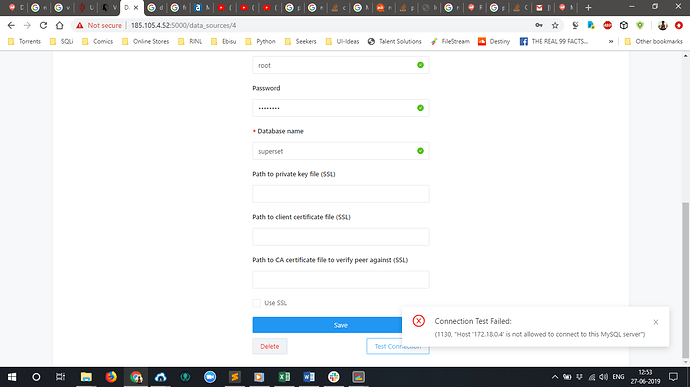 Not secure | 185.105.4.52:5000/data_sources/4
Torrents SQLi Comics Online Stores RINL Ebisu Python Seekers UI-Ideas Talent Solutions FileStream Destiny THE REAL 99 FACTS... » Other bookmarks
root
Password
••••••••
* Database name
superset
Path to private key file (SSL)
Path to client certificate file (SSL)
Path to CA certificate file to verify peer against (SSL)
Use SSL
Save
Delete
Test Connection
Connection Test Failed:
(1130, "Host '172.18.0.4' is not allowed to connect to this MySQL server")
ENG
12:53
27-06-2019